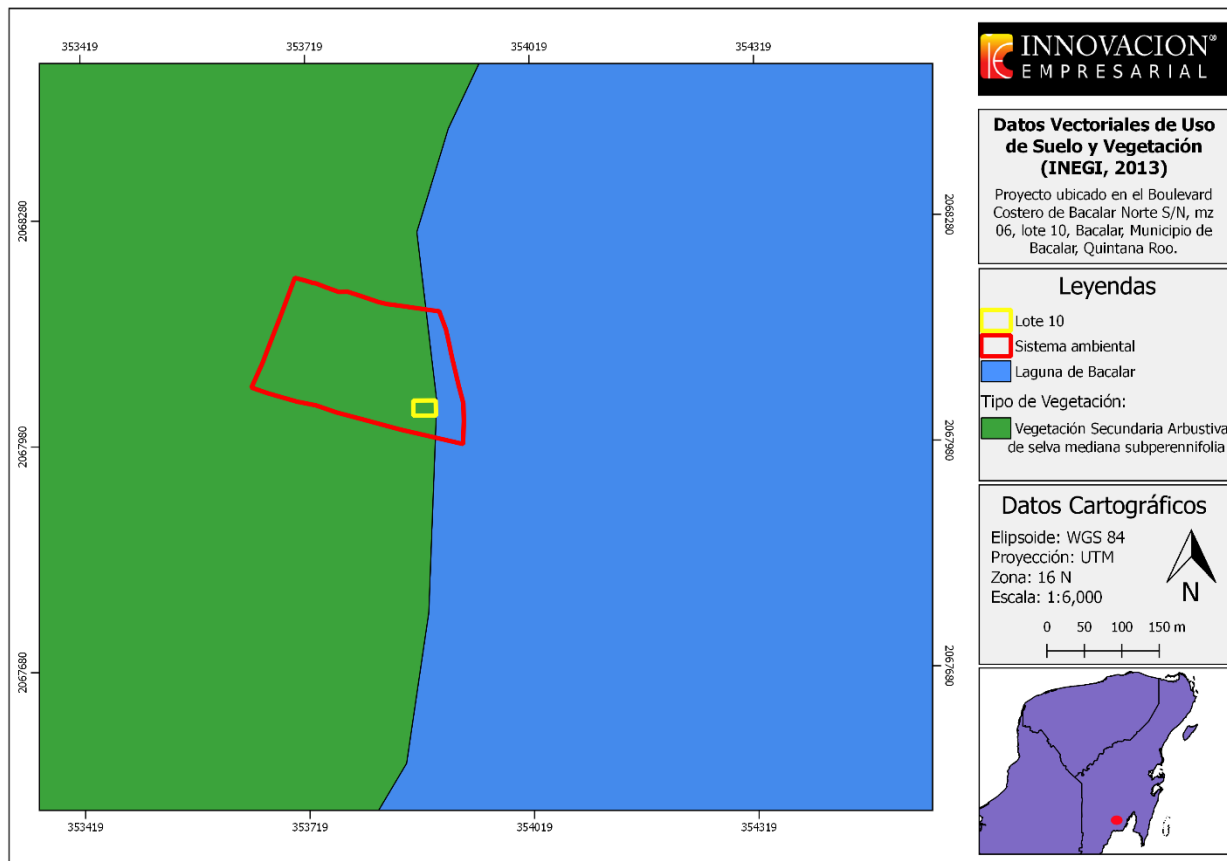 353419
353719
354019
354319
2068280
2067980
2067680
2068280
2067980
2067680
353419
353719
354019
354319
IC INNOVACION®
EMPRESARIAL
Datos Vectoriales de Uso
de Suelo y Vegetación
(INEGI, 2013)
Proyecto ubicado en el Boulevard
Costero de Bacalar Norte S/N, mz
06, lote 10, Bacalar, Municipio de
Bacalar, Quintana Roo.
Leyendas
Lote 10
Sistema ambiental
Laguna de Bacalar
Tipo de Vegetación:
Vegetación Secundaria Arbustiva
de selva mediana subperennifolia
Datos Cartográficos
Elipsoide: WGS 84
Proyección: UTM
Zona: 16 N
Escala: 1:6,000
N
0 50 100 150 m